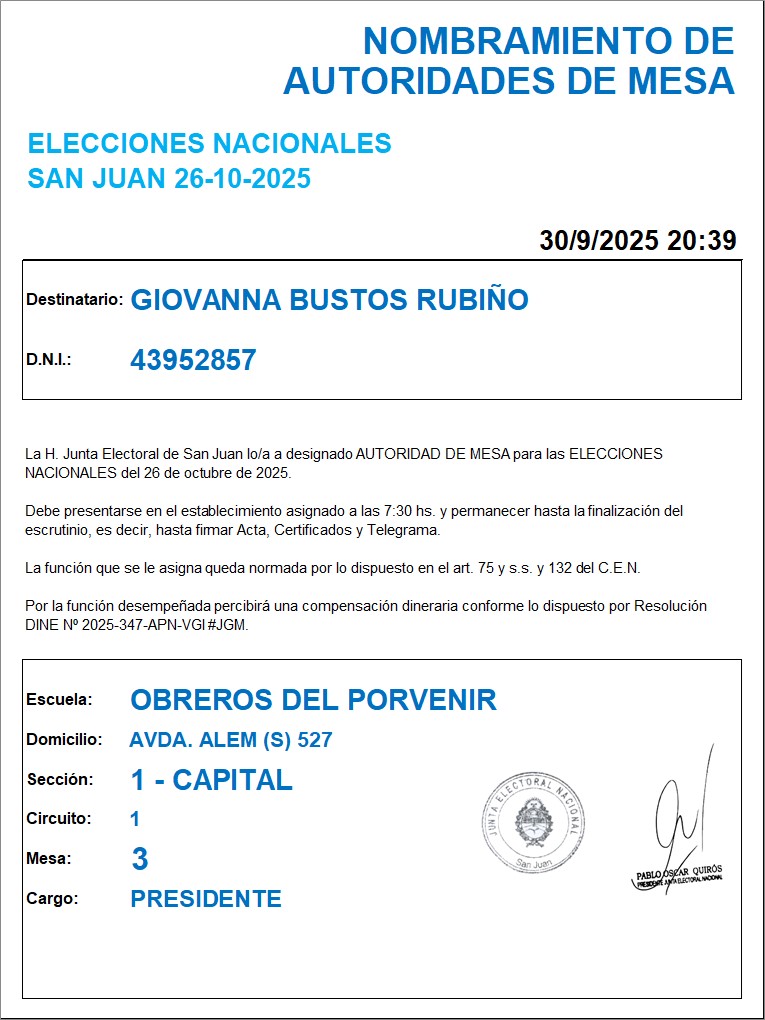 NOMBRAMIENTO DE
AUTORIDADES DE MESA
ELECCIONES NACIONALES
SAN JUAN 26-10-2025
30/9/2025 20:39
Destinatario: GIOVANNA BUSTOS RUBIÑO
D.N.I.: 43952857
La H. Junta Electoral de San Juan lo/a a designado AUTORIDAD DE MESA para las ELECCIONES
NACIONALES del 26 de octubre de 2025.
Debe presentarse en el establecimiento asignado a las 7:30 hs. y permanecer hasta la finalización del
escrutinio, es decir, hasta firmar Acta, Certificados y Telegrama.
La función que se le asigna queda normada por lo dispuesto en el art. 75 y s.s. y 132 del C.E.N.
Por la función desempeñada percibirá una compensación dineraria conforme lo dispuesto por Resolución
DINE Nº 2025-347-APN-VGI#JGM.
Escuela: OBREROS DEL PORVENIR
Domicilio: AVDA. ALEM (S) 527
Sección: 1 - CAPITAL
Circuito: 1
Mesa: 3
Cargo: PRESIDENTE
JUNTA ELECTORAL NACIONAL
San Juan
PABLO OSCAR QUIRÓS
PRESIDENTE JUNTA ELECTORAL NACIONAL